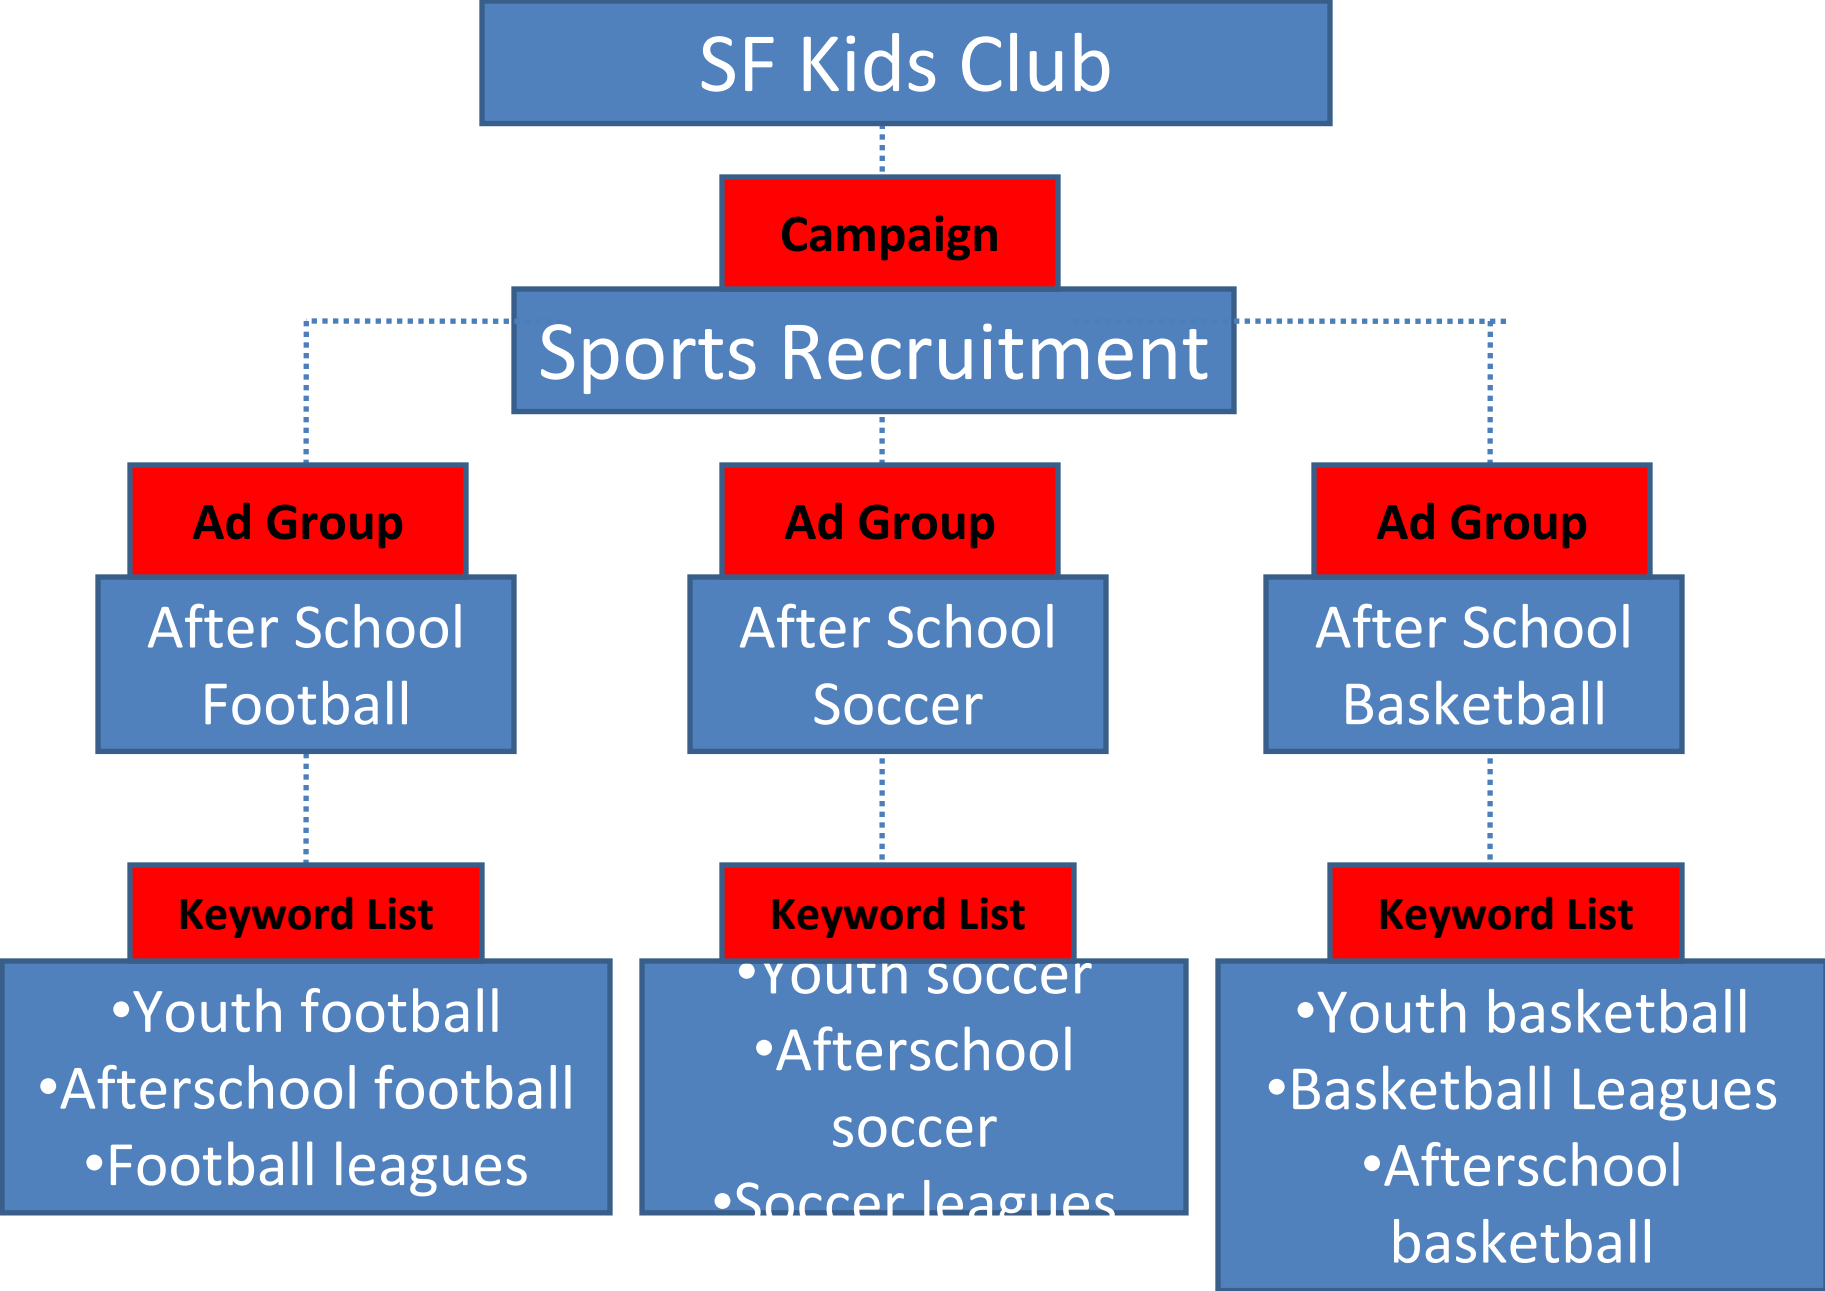 SF Kids Club
Campaign
Sports Recruitment
Ad Group
After School
Football
Ad Group
After School
Soccer
Ad Group
After School
Basketball
Keyword List
•Youth football
•Afterschool football
•Football leagues
Keyword List
•Youth soccer
•Afterschool
soccer
•Soccer leagues
Keyword List
•Youth basketball
•Basketball Leagues
•Afterschool
basketball